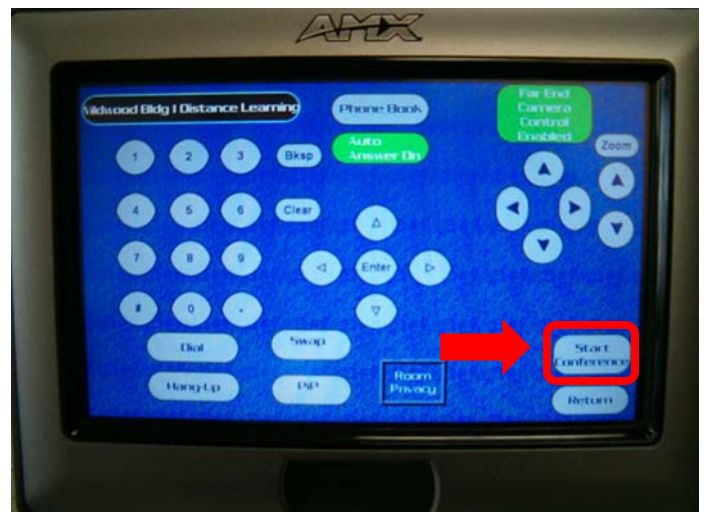 AMX
Wildwood Bldg 1 Distance Learning
Phone Book
Far End
Camera
Control
Enabled
Auto
Answer On
Zoom
1 2 3 Bksp
4 5 6 Clear
7 8 9 Enter
# 0 .
Dial
Swap
Start
Conference
Hang-Up
PIP
Room
Privacy
Return